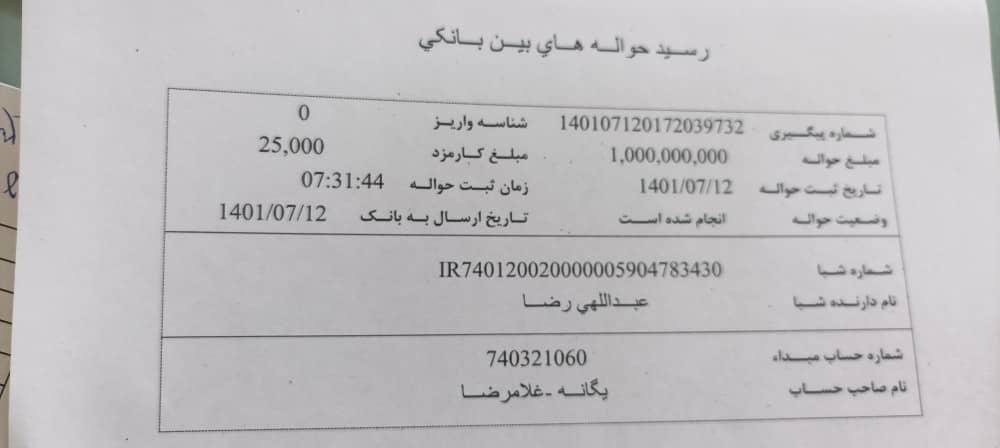 رسيد حواله هاي بين بانكي
شماره پيگيري 140107120172039732 شناسه واريز 0
مبلغ حواله 1,000,000,000 مبلغ كارمزد 25,000
تاريخ ثبت حواله 1401/07/12 زمان ثبت حواله 07:31:44
وضعيت حواله انجام شده است تاريخ ارسال به بانک 1401/07/12
شماره شبا IR740120020000005904783430
نام دارنده شبا عبداللهي رضا
شماره حساب مبداء 740321060
نام صاحب حساب يگانه -غلامرضا